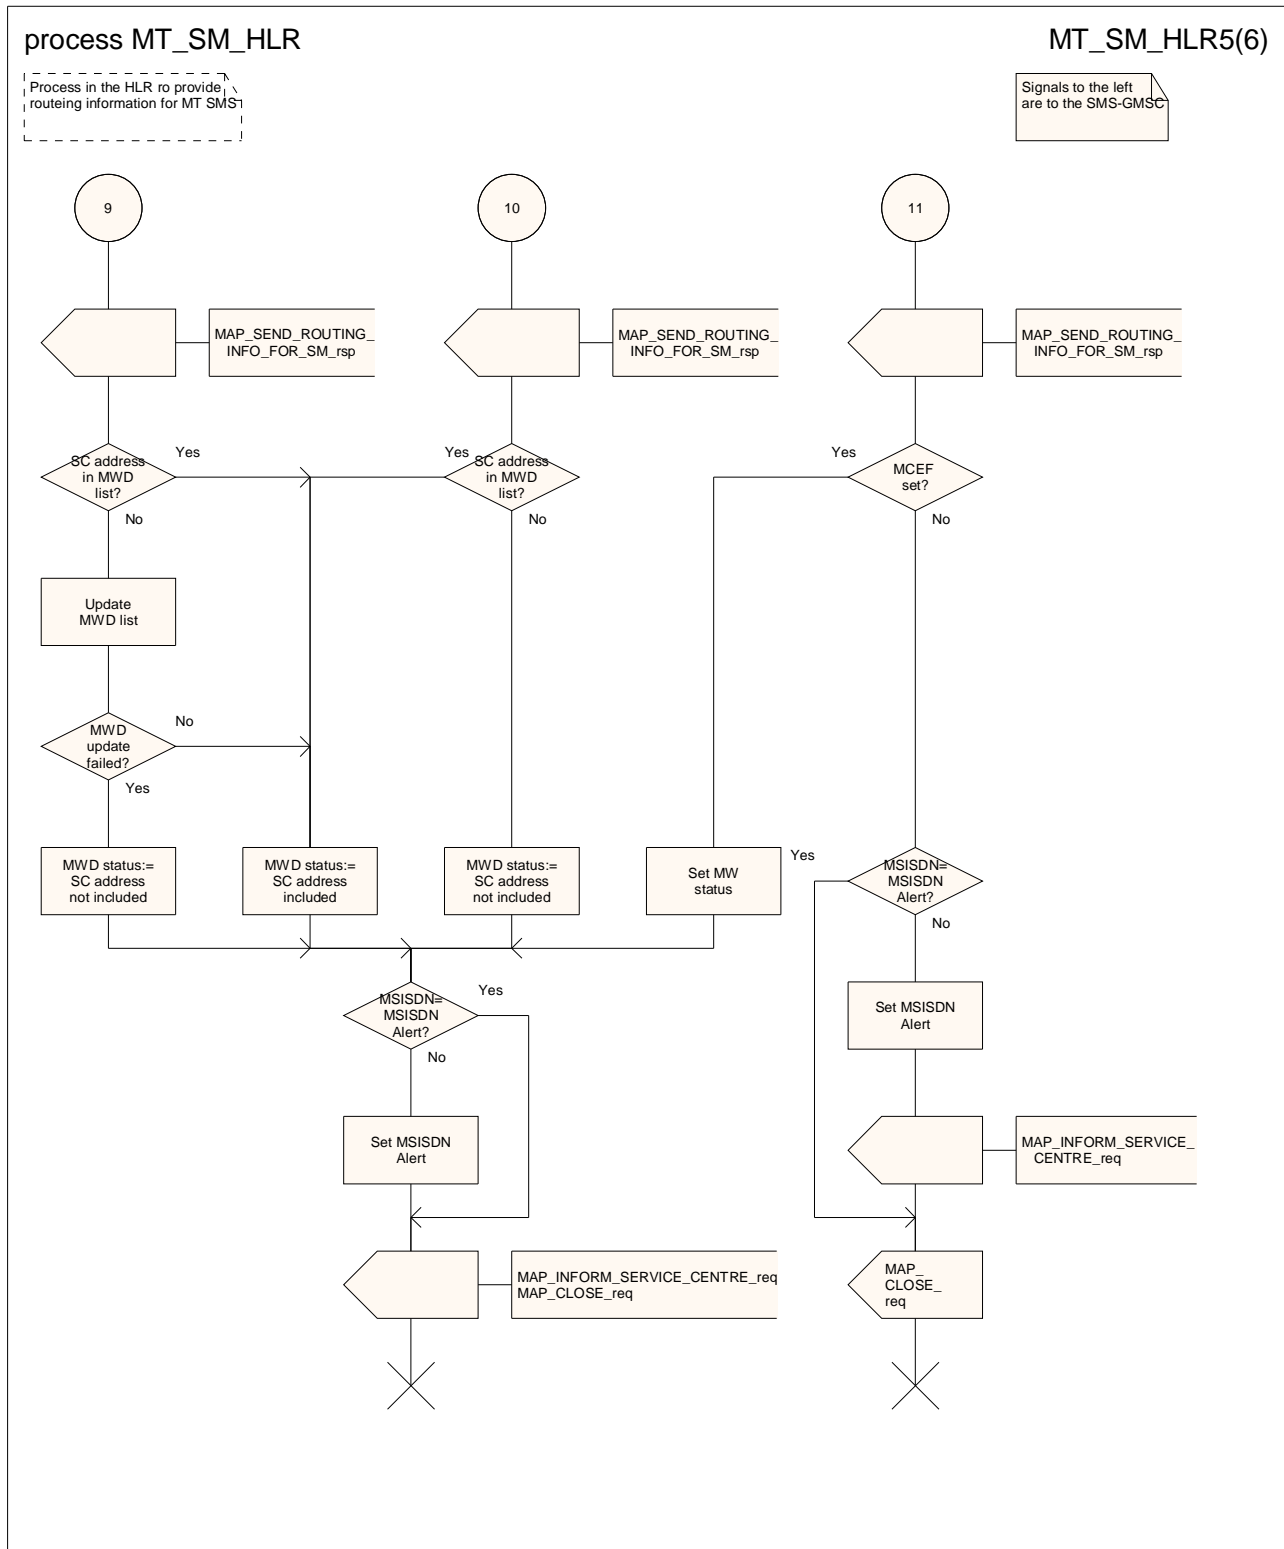 process MT_SM_HLR
MT_SM_HLR5(6)
Process in the HLR ro provide
routeing information for MT SMS
Signals to the left
are to the SMS-GMSC
9
10
11
MAP_SEND_ROUTING_
INFO_FOR_SM_rsp
MAP_SEND_ROUTING_
INFO_FOR_SM_rsp
MAP_SEND_ROUTING_
INFO_FOR_SM_rsp
SC address
in MWD
list?
Yes
No
Yes
SC address
in MWD
list?
No
Yes
MCEF
set?
No
Update
MWD list
MWD
update
failed?
No
Yes
MWD status:=
SC address
not included
MWD status:=
SC address
included
MWD status:=
SC address
not included
Set MW
status
Yes
MSISDN=
MSISDN
Alert?
No
MSISDN=
MSISDN
Alert?
Yes
No
Set MSISDN
Alert
Set MSISDN
Alert
MAP_INFORM_SERVICE_
CENTRE_req
MAP_INFORM_SERVICE_CENTRE_req
MAP_CLOSE_req
MAP_
CLOSE_
req